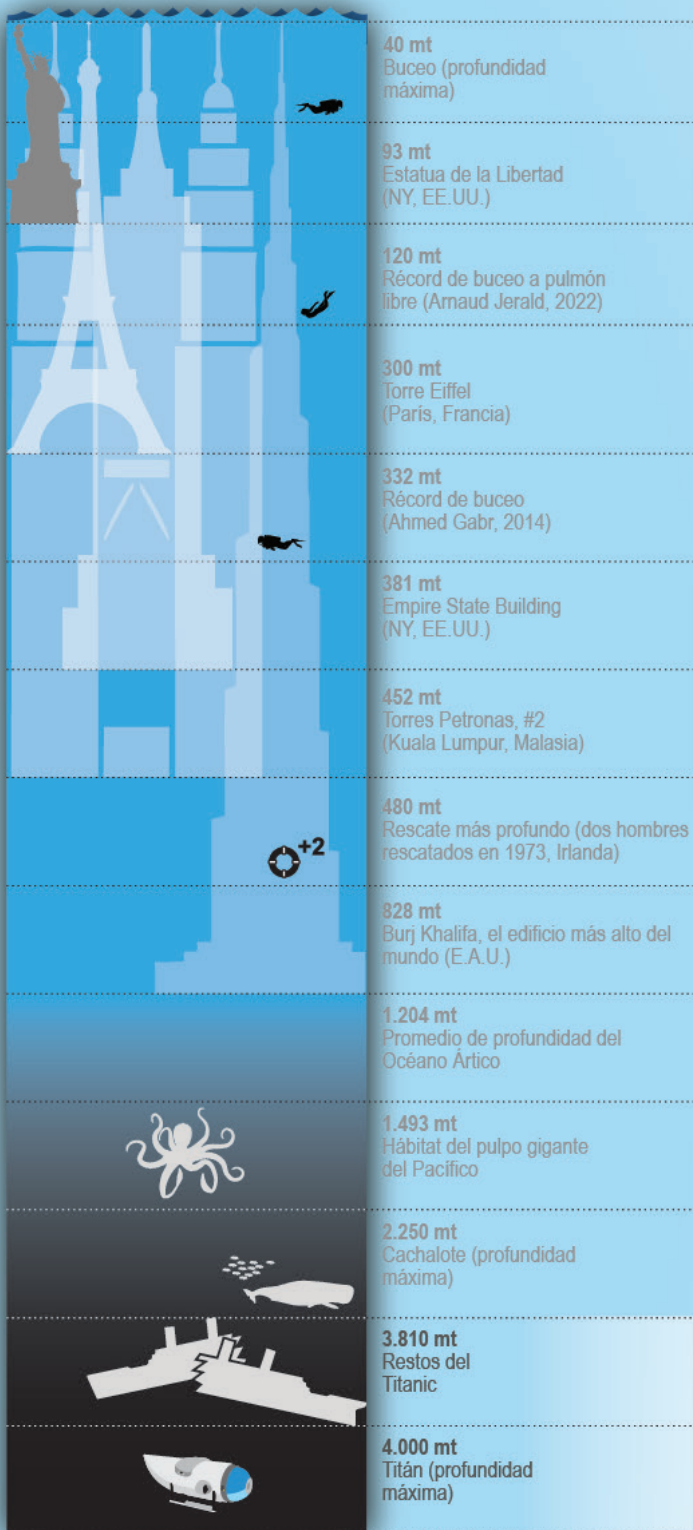 40 mt
Buceo (profundidad
máxima)
93 mt
Estatua de la Libertad
(NY, EE.UU.)
120 mt
Récord de buceo a pulmón
libre (Arnaud Jerald, 2022)
300 mt
Torre Eiffel
(París, Francia)
332 mt
Récord de buceo
(Ahmed Gabr, 2014)
381 mt
Empire State Building
(NY, EE.UU.)
452 mt
Torres Petronas, #2
(Kuala Lumpur, Malasia)
+2
480 mt
Rescate más profundo (dos hombres
rescatados en 1973, Irlanda)
828 mt
Burj Khalifa, el edificio más alto del
mundo (E.A.U.)
1.204 mt
Promedio de profundidad del
Océano Ártico
1.493 mt
Hábitat del pulpo gigante
del Pacífico
2.250 mt
Cachalote (profundidad
máxima)
3.810 mt
Restos del
Titanic
4.000 mt
Titán (profundidad
máxima)